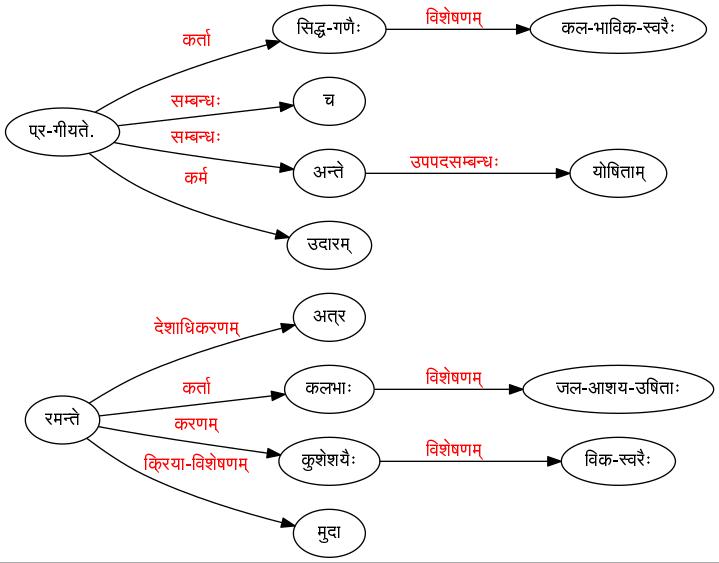 कर्ता
सिद्ध-गणैः
विशेषणम्
कल-भाविक-स्वरैः
प्र-गीयते.
सम्बन्धः
च
सम्बन्धः
अन्ते
उपपदसम्बन्धः
योषिताम्
कर्म
उदारम्
देशाधिकरणम्
अत्र
रमन्ते
कर्ता
कलभाः
विशेषणम्
जल-आशय-उषिताः
करणम्
कुशेशयैः
विशेषणम्
विक-स्वरैः
क्रिया-विशेषणम्
मुदा